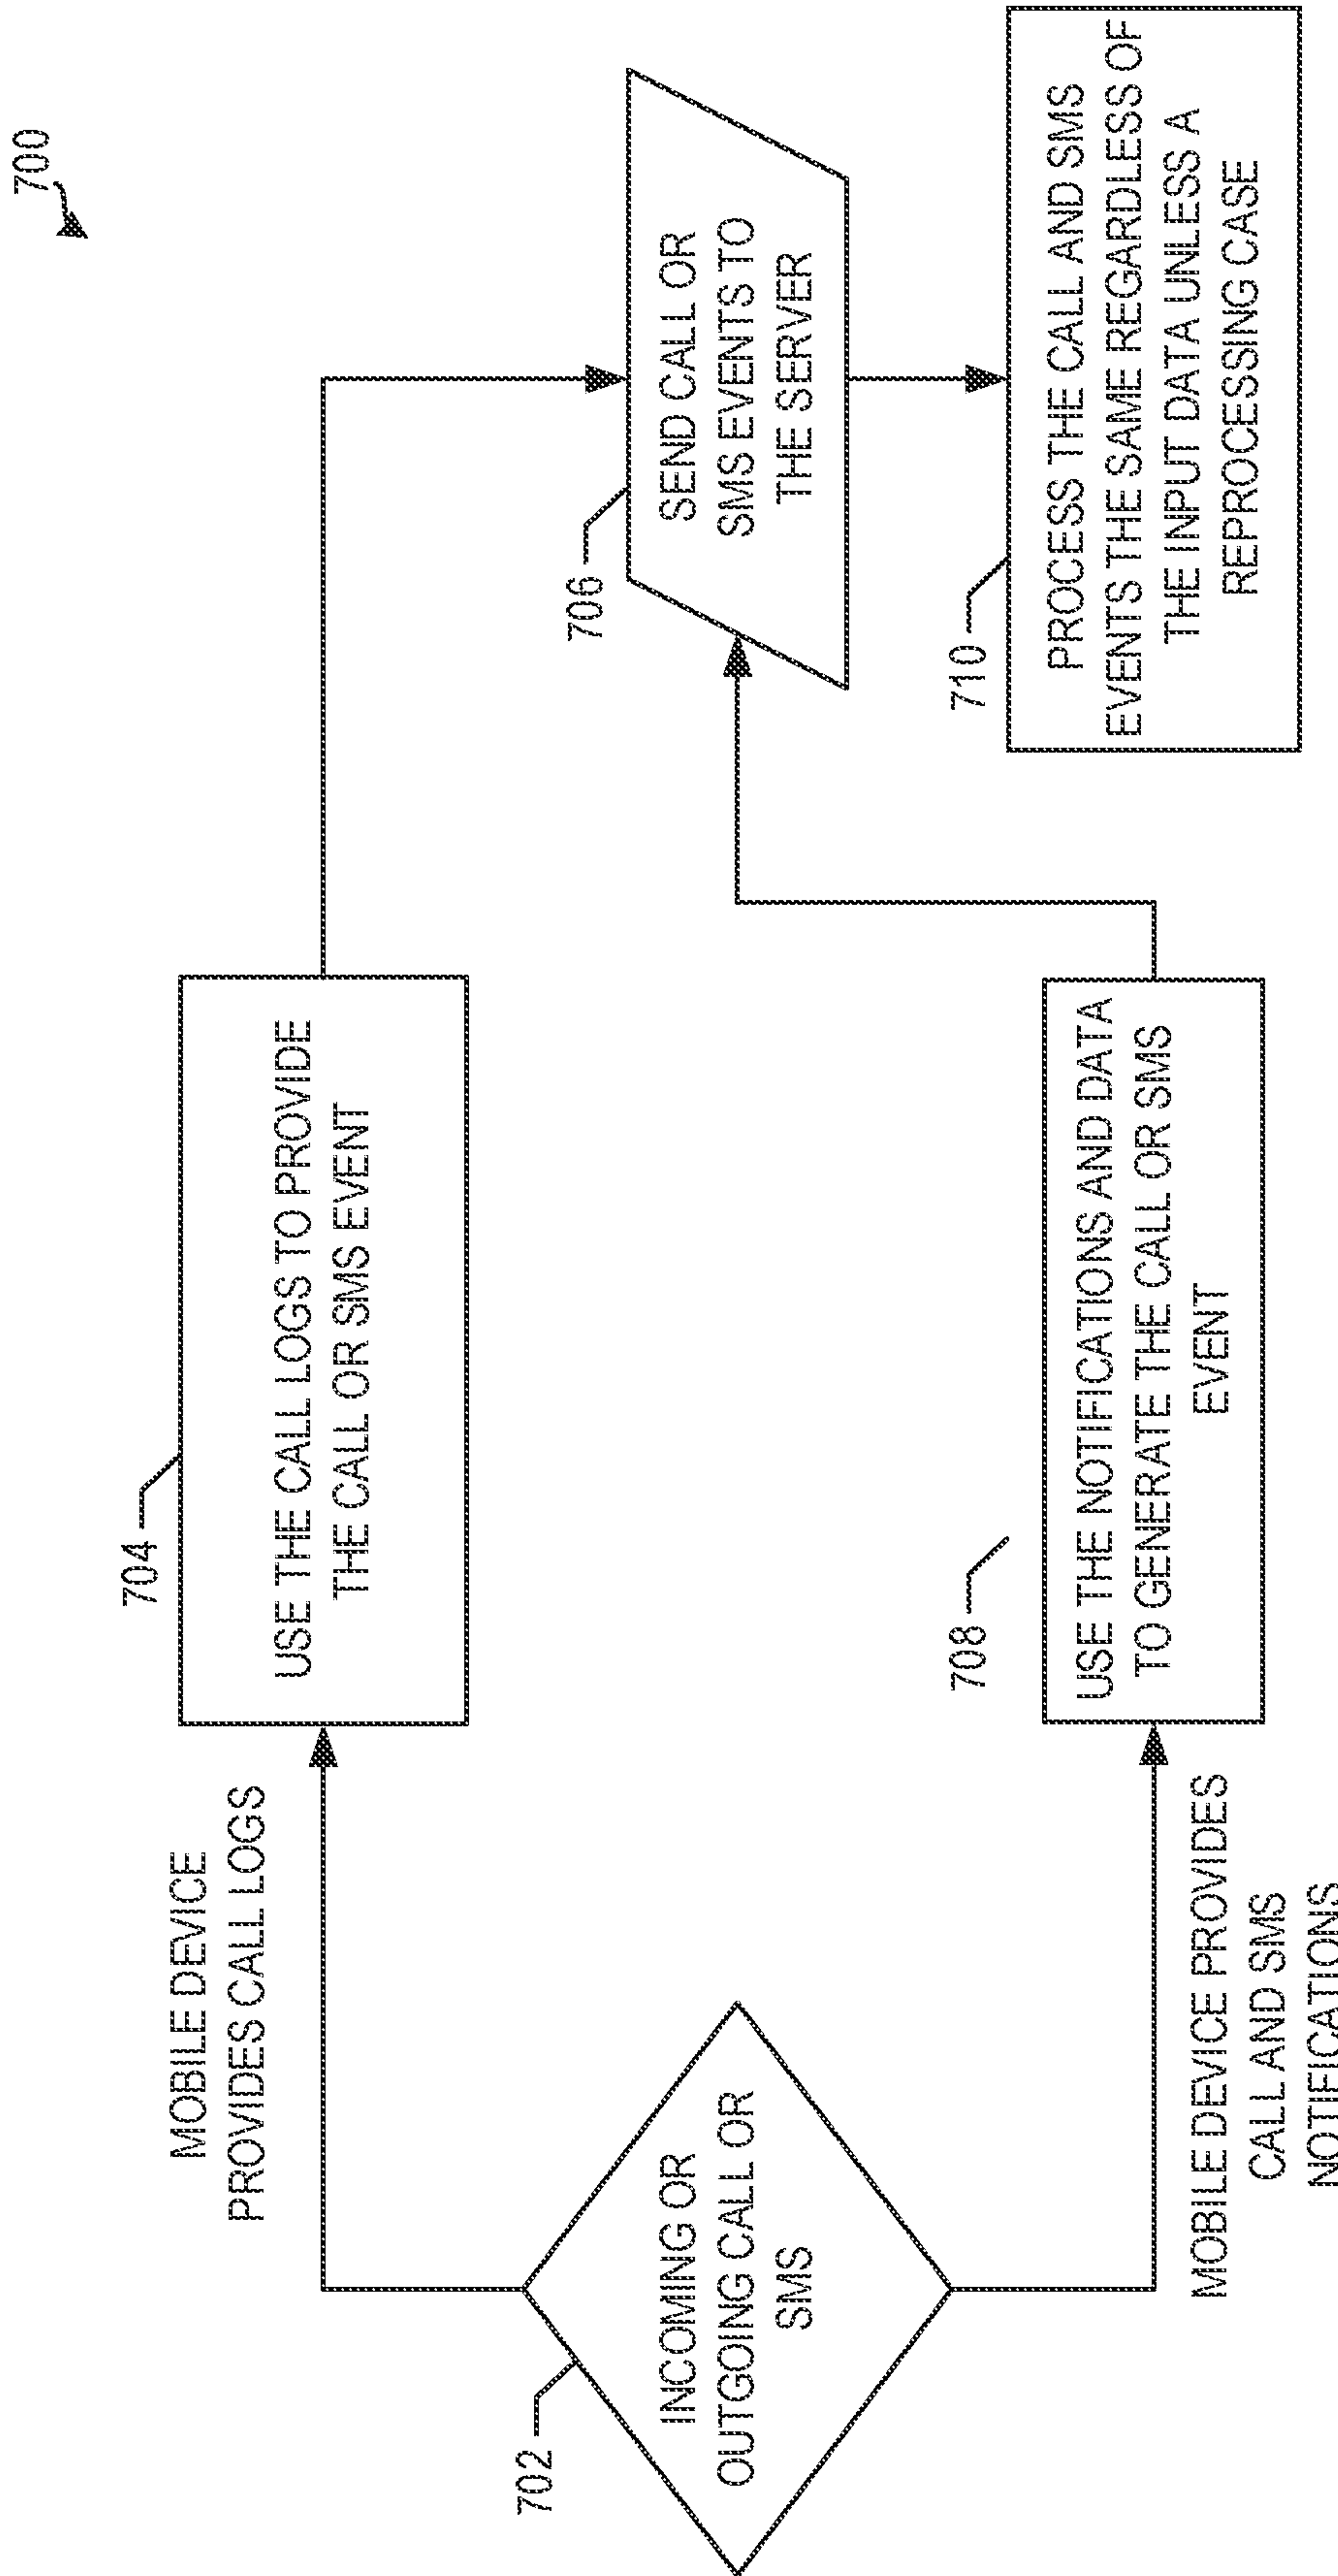 700
MOBILE DEVICE
PROVIDES CALL LOGS
704
USE THE CALL LOGS TO PROVIDE
THE CALL OR SMS EVENT
702
INCOMING OR
OUTGOING CALL OR
SMS
706
SEND CALL OR
SMS EVENTS TO
THE SERVER
MOBILE DEVICE PROVIDES
CALL AND SMS
NOTIFICATIONS
708
USE THE NOTIFICATIONS AND DATA
TO GENERATE THE CALL OR SMS
EVENT
710
PROCESS THE CALL AND SMS
EVENTS THE SAME REGARDLESS OF
THE INPUT DATA UNLESS A
REPROCESSING CASE